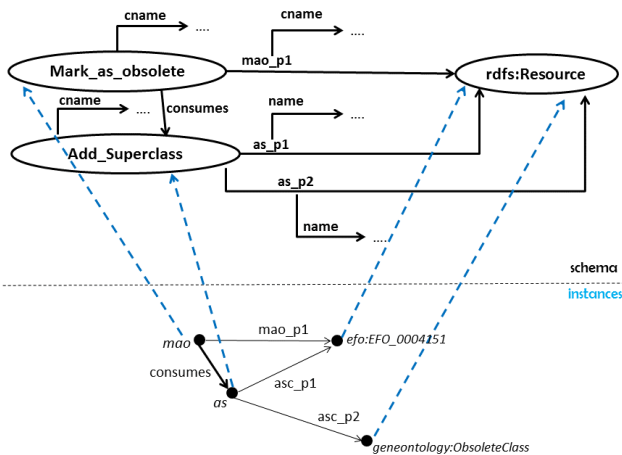 cname
....
cname
....
mao_p1
Mark_as_obsolete
rdfs:Resource
cname
....
consumes
name
....
as_p1
Add_Superclass
as_p2
name
.....
schema
instances
mao
mao_p1
efo:EFO_0004151
consumes
asc_p1
as
asc_p2
geneontology:ObsoleteClass